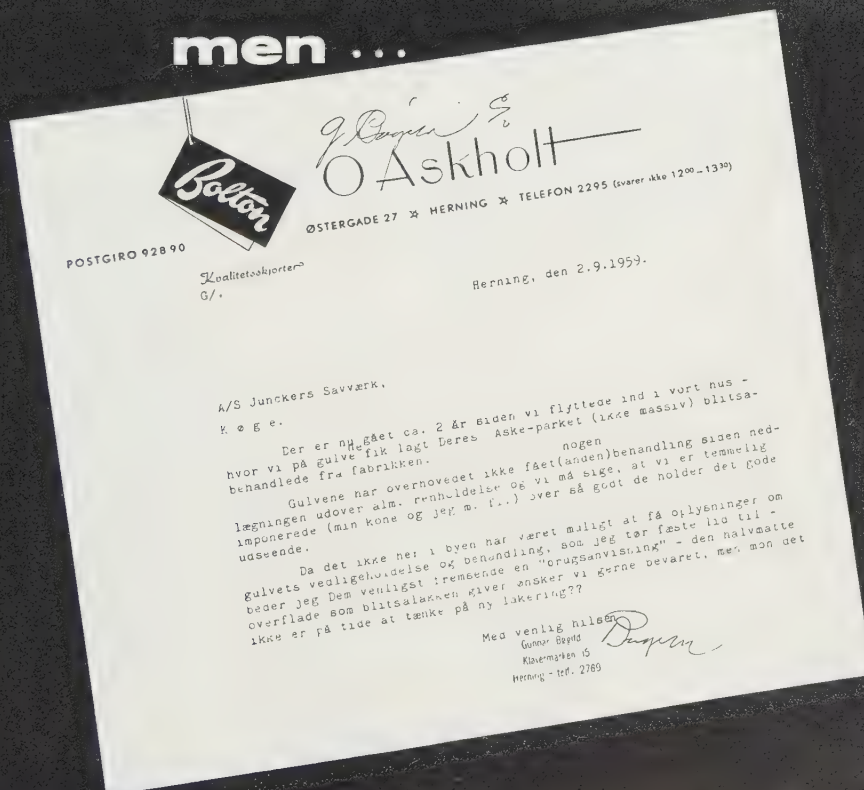 men ...
Bolton
O Askholt
ØSTERGADE 27 ☆ HERNING ☆ TELEFON 2295 (svarer ikke 12⁰⁰–13³⁰)
POSTGIRO 928 90
Kvalitetsskjorter
G/.
Herning, den 2.9.1959.
A/S Junckers Savværk,
K ø g e.
Der er nu gået ca. 2 år siden vi flyttede ind i vort hus -
hvor vi på gulvene fik lagt Deres Aske-parket (ikke massiv) blitsa-
behandlede fra fabrikken.
Gulvene har overhovedet ikke fået nogen (anden) behandling siden ned-
lægningen udover alm. renholdelse og vi må sige, at vi er temmelig
imponerede (min kone og jeg m. fl.) over så godt de holder det gode
udseende.
Da det ikke her i byen har været muligt at få oplysninger om
gulvets vedligeholdelse og behandling, som jeg tør fæste lid til -
beder jeg Dem venligst fremsende en "brugsanvisning" - den halvmatte
overflade som blitsalakken giver ønsker vi gerne bevaret, men mon det
ikke er på tide at tænke på ny lakering??
Med venlig hilsen
Gunnar
Kløvermarken 15
Herning - telf. 2769